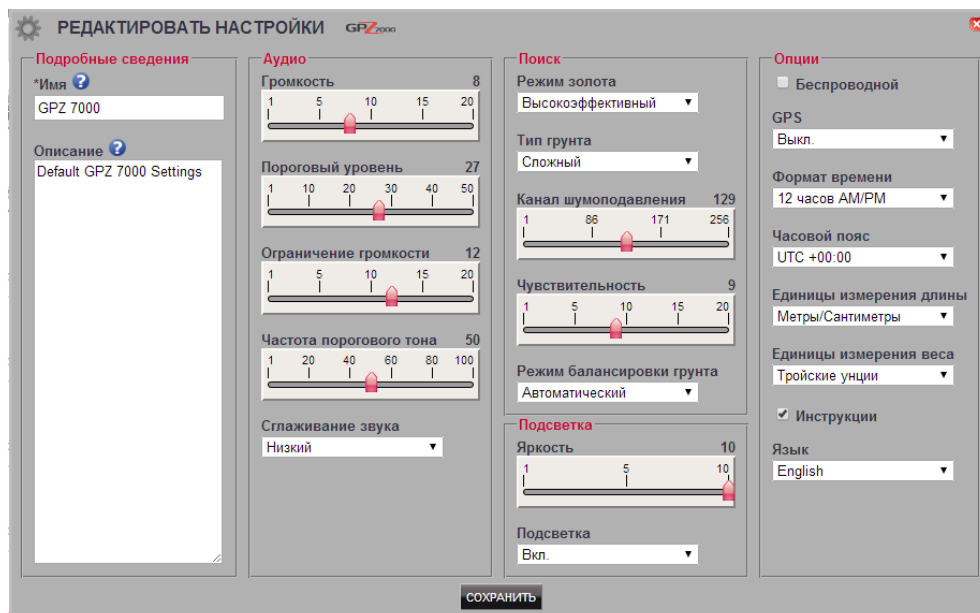 РЕДАКТИРОВАТЬ НАСТРОЙКИ GPZ 7000
Подробные сведения
*Имя ?
GPZ 7000
Описание ?
Default GPZ 7000 Settings
Аудио
Громкость 8
1 5 10 15 20
Пороговый уровень 27
1 10 20 30 40 50
Ограничение громкости 12
1 5 10 15 20
Частота порогового тона 50
1 20 40 60 80 100
Сглаживание звука
Низкий
Поиск
Режим золота
Высокоэффективный
Тип грунта
Сложный
Канал шумоподавления 129
1 86 171 256
Чувствительность 9
1 5 10 15 20
Режим балансировки грунта
Автоматический
Подсветка
Яркость 10
1 5 10
Подсветка
Вкл.
Опции
Беспроводной
GPS
Выкл.
Формат времени
12 часов AM/PM
Часовой пояс
UTC +00:00
Единицы измерения длины
Метры/Сантиметры
Единицы измерения веса
Тройские унции
Инструкции
Язык
English
СОХРАНИТЬ